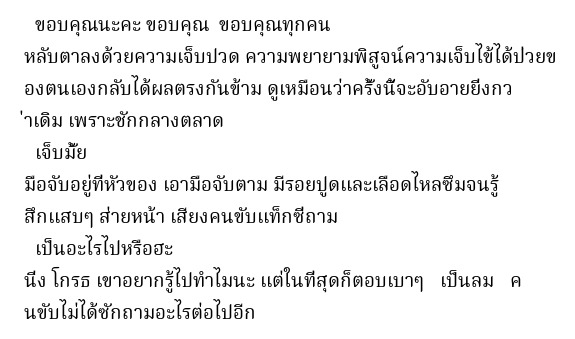 ขอบคุณนะคะ ขอบคุณ  ขอบคุณทุกคน
หลับตาลงด้วยความเจ็บปวด ความพยายามพิสูจน์ความเจ็บไข้ได้ป่วยข
องตนเองกลับได้ผลตรงกันข้าม ดูเหมือนว่าครั้งนี้จะอับอายยิ่งกว
่าเดิม เพราะชักกลางตลาด
เจ็บมั้ย
มือจับอยู่ที่หัวของ เอามือจับตาม มีรอยปูดและเลือดไหลซึมจนรู้
สึกแสบๆ ส่ายหน้า เสียงคนขับแท็กซี่ถาม
เป็นอะไรไปหรือฮะ
นึ่ง โกรธ เขาอยากรู้ไปทำไมนะ แต่ในที่สุดก็ตอบเบาๆ   เป็นลม   ค
นขับไม่ได้ซักถามอะไรต่อไปอีก